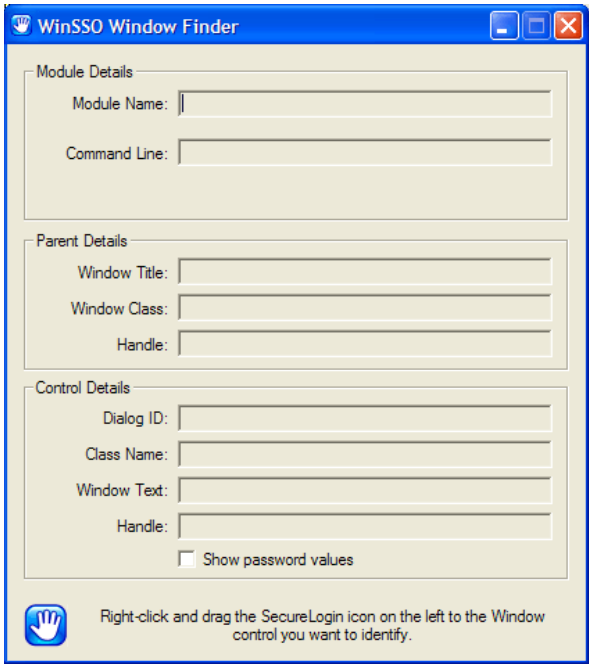 WinSSO Window Finder
Module Details
Module Name:
Command Line:
Parent Details
Window Title:
Window Class:
Handle:
Control Details
Dialog ID:
Class Name:
Window Text:
Handle:
Show password values
Right-click and drag the SecureLogin icon on the left to the Window
control you want to identify.